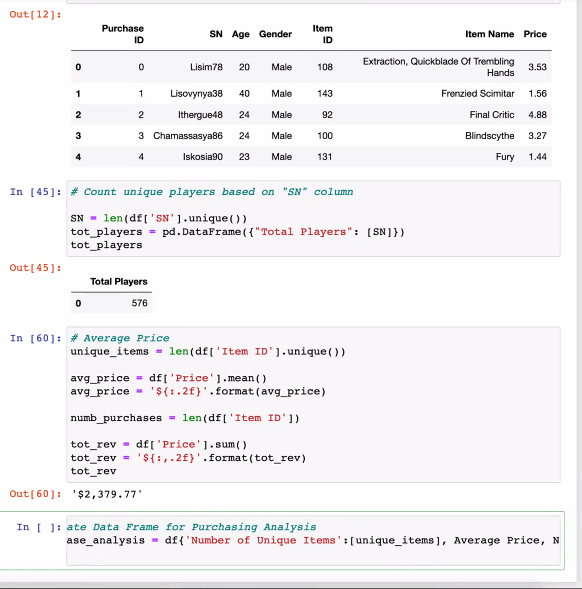 Out[12]:
Purchase ID SN Age Gender Item ID Item Name Price
0 0 Lisim78 20 Male 108 Extraction, Quickblade Of Trembling Hands 3.53
1 1 Lisovynya38 40 Male 143 Frenzied Scimitar 1.56
2 2 Ithergue48 24 Male 92 Final Critic 4.88
3 3 Chamassasya86 24 Male 100 Blindscythe 3.27
4 4 Iskosia90 23 Male 131 Fury 1.44
In [45]: # Count unique players based on "SN" column
SN = len(df['SN'].unique())
tot_players = pd.DataFrame({"Total Players": [SN]})
tot_players
Out[45]:
Total Players
0 576
In [60]: # Average Price
unique_items = len(df['Item ID'].unique())
avg_price = df['Price'].mean()
avg_price = '${:.2f}'.format(avg_price)
numb_purchases = len(df['Item ID'])
tot_rev = df['Price'].sum()
tot_rev = '${:,.2f}'.format(tot_rev)
tot_rev
Out[60]: '$2,379.77'
In [ ]: ate Data Frame for Purchasing Analysis
ase_analysis = df{'Number of Unique Items':[unique_items], Average Price, N